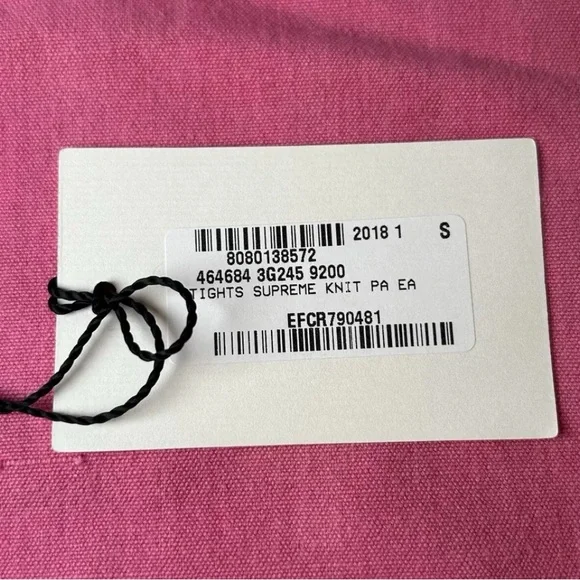 2018 1 S
8080138572
464684 3G245 9200
TIGHTS SUPREME KNIT PA EA
EFCR790481